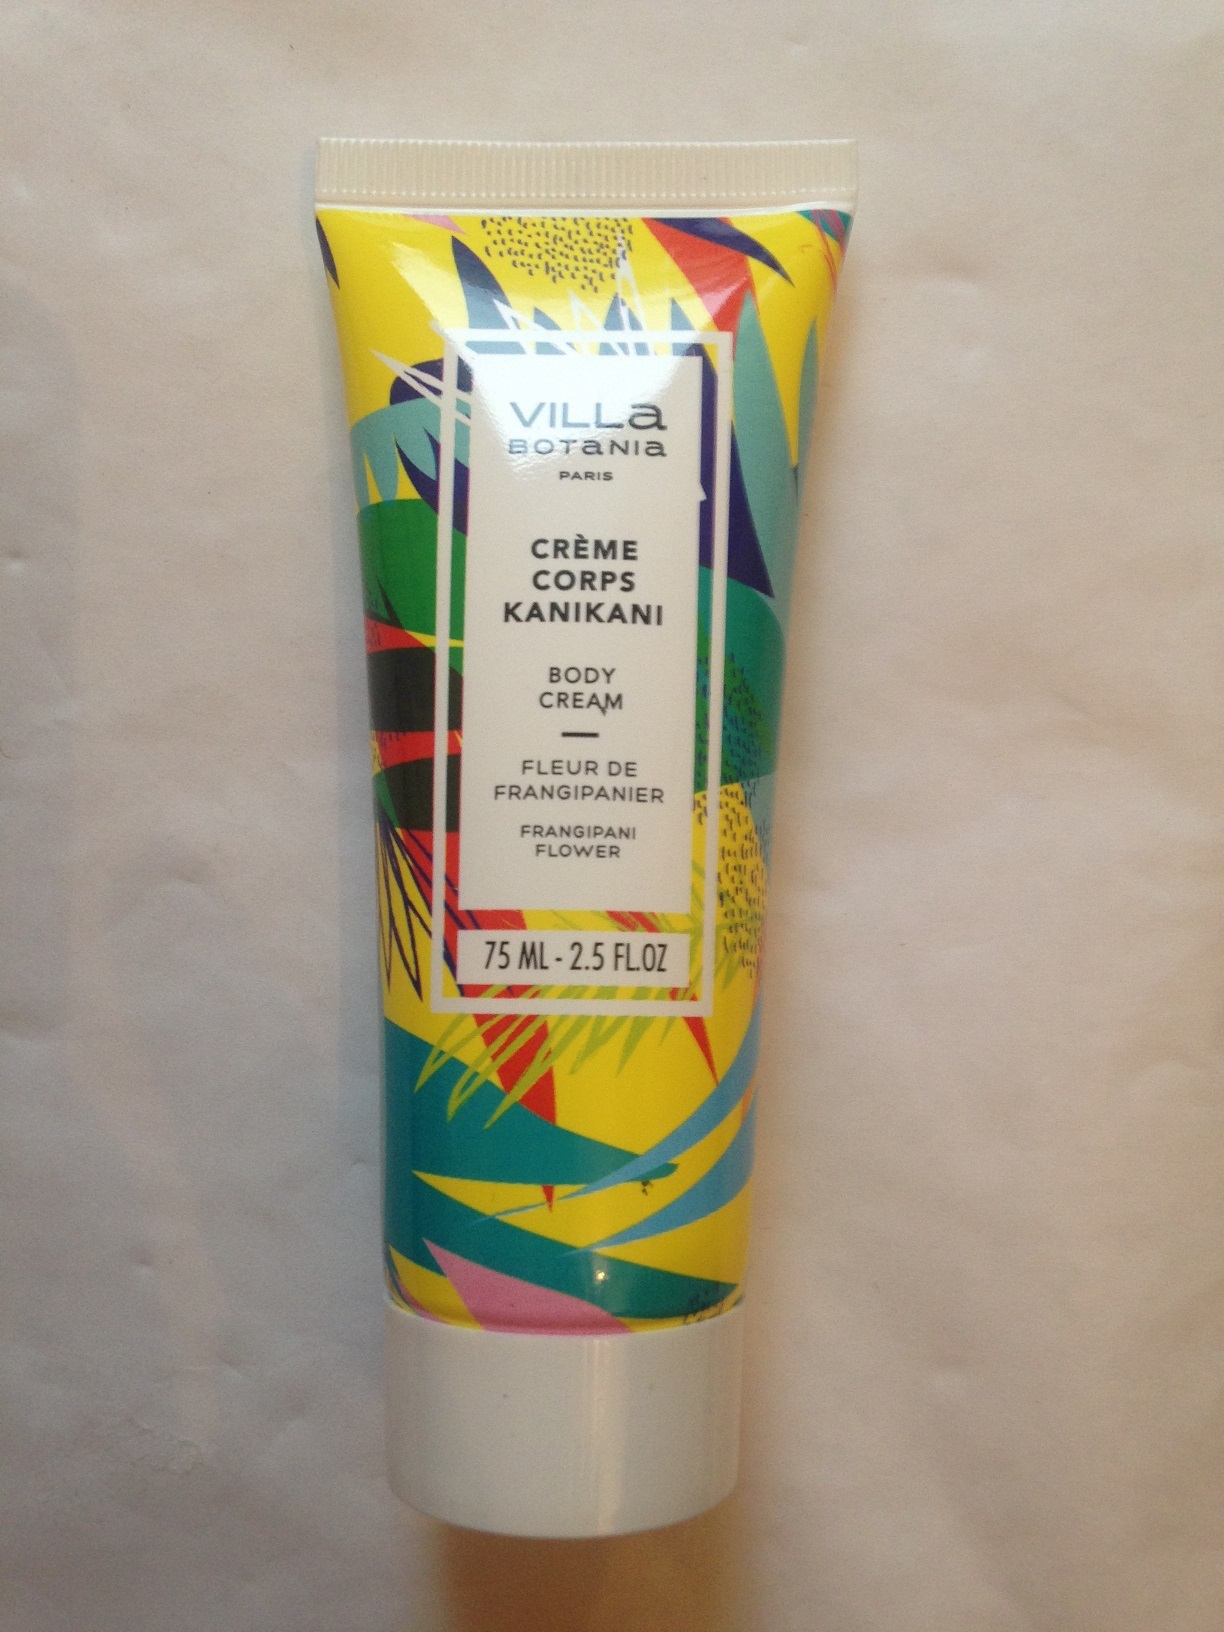 VILLa
BOTaNIa
PARIS
CRÈME
CORPS
KANIKANI
BODY
CREAM
FLEUR DE
FRANGIPANIER
FRANGIPANI
FLOWER
75 ML - 2.5 FL.OZ